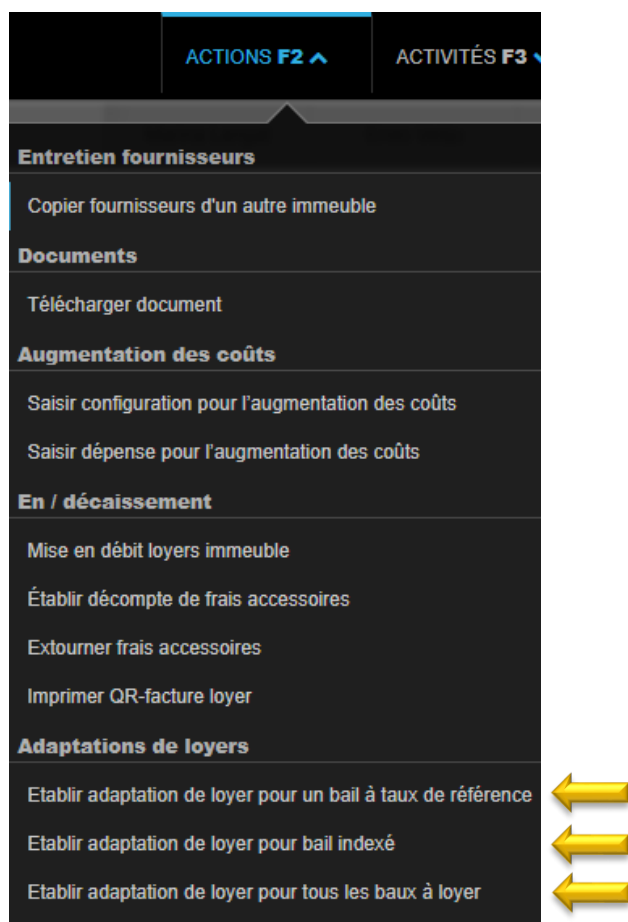 ACTIONS F2 ACTIVITÉS F3
Entretien fournisseurs
Copier fournisseurs d'un autre immeuble
Documents
Télécharger document
Augmentation des coûts
Saisir configuration pour l'augmentation des coûts
Saisir dépense pour l'augmentation des coûts
En / décaissement
Mise en débit loyers immeuble
Établir décompte de frais accessoires
Extourner frais accessoires
Imprimer QR-facture loyer
Adaptations de loyers
Etablir adaptation de loyer pour un bail à taux de référence
Etablir adaptation de loyer pour bail indexé
Etablir adaptation de loyer pour tous les baux à loyer